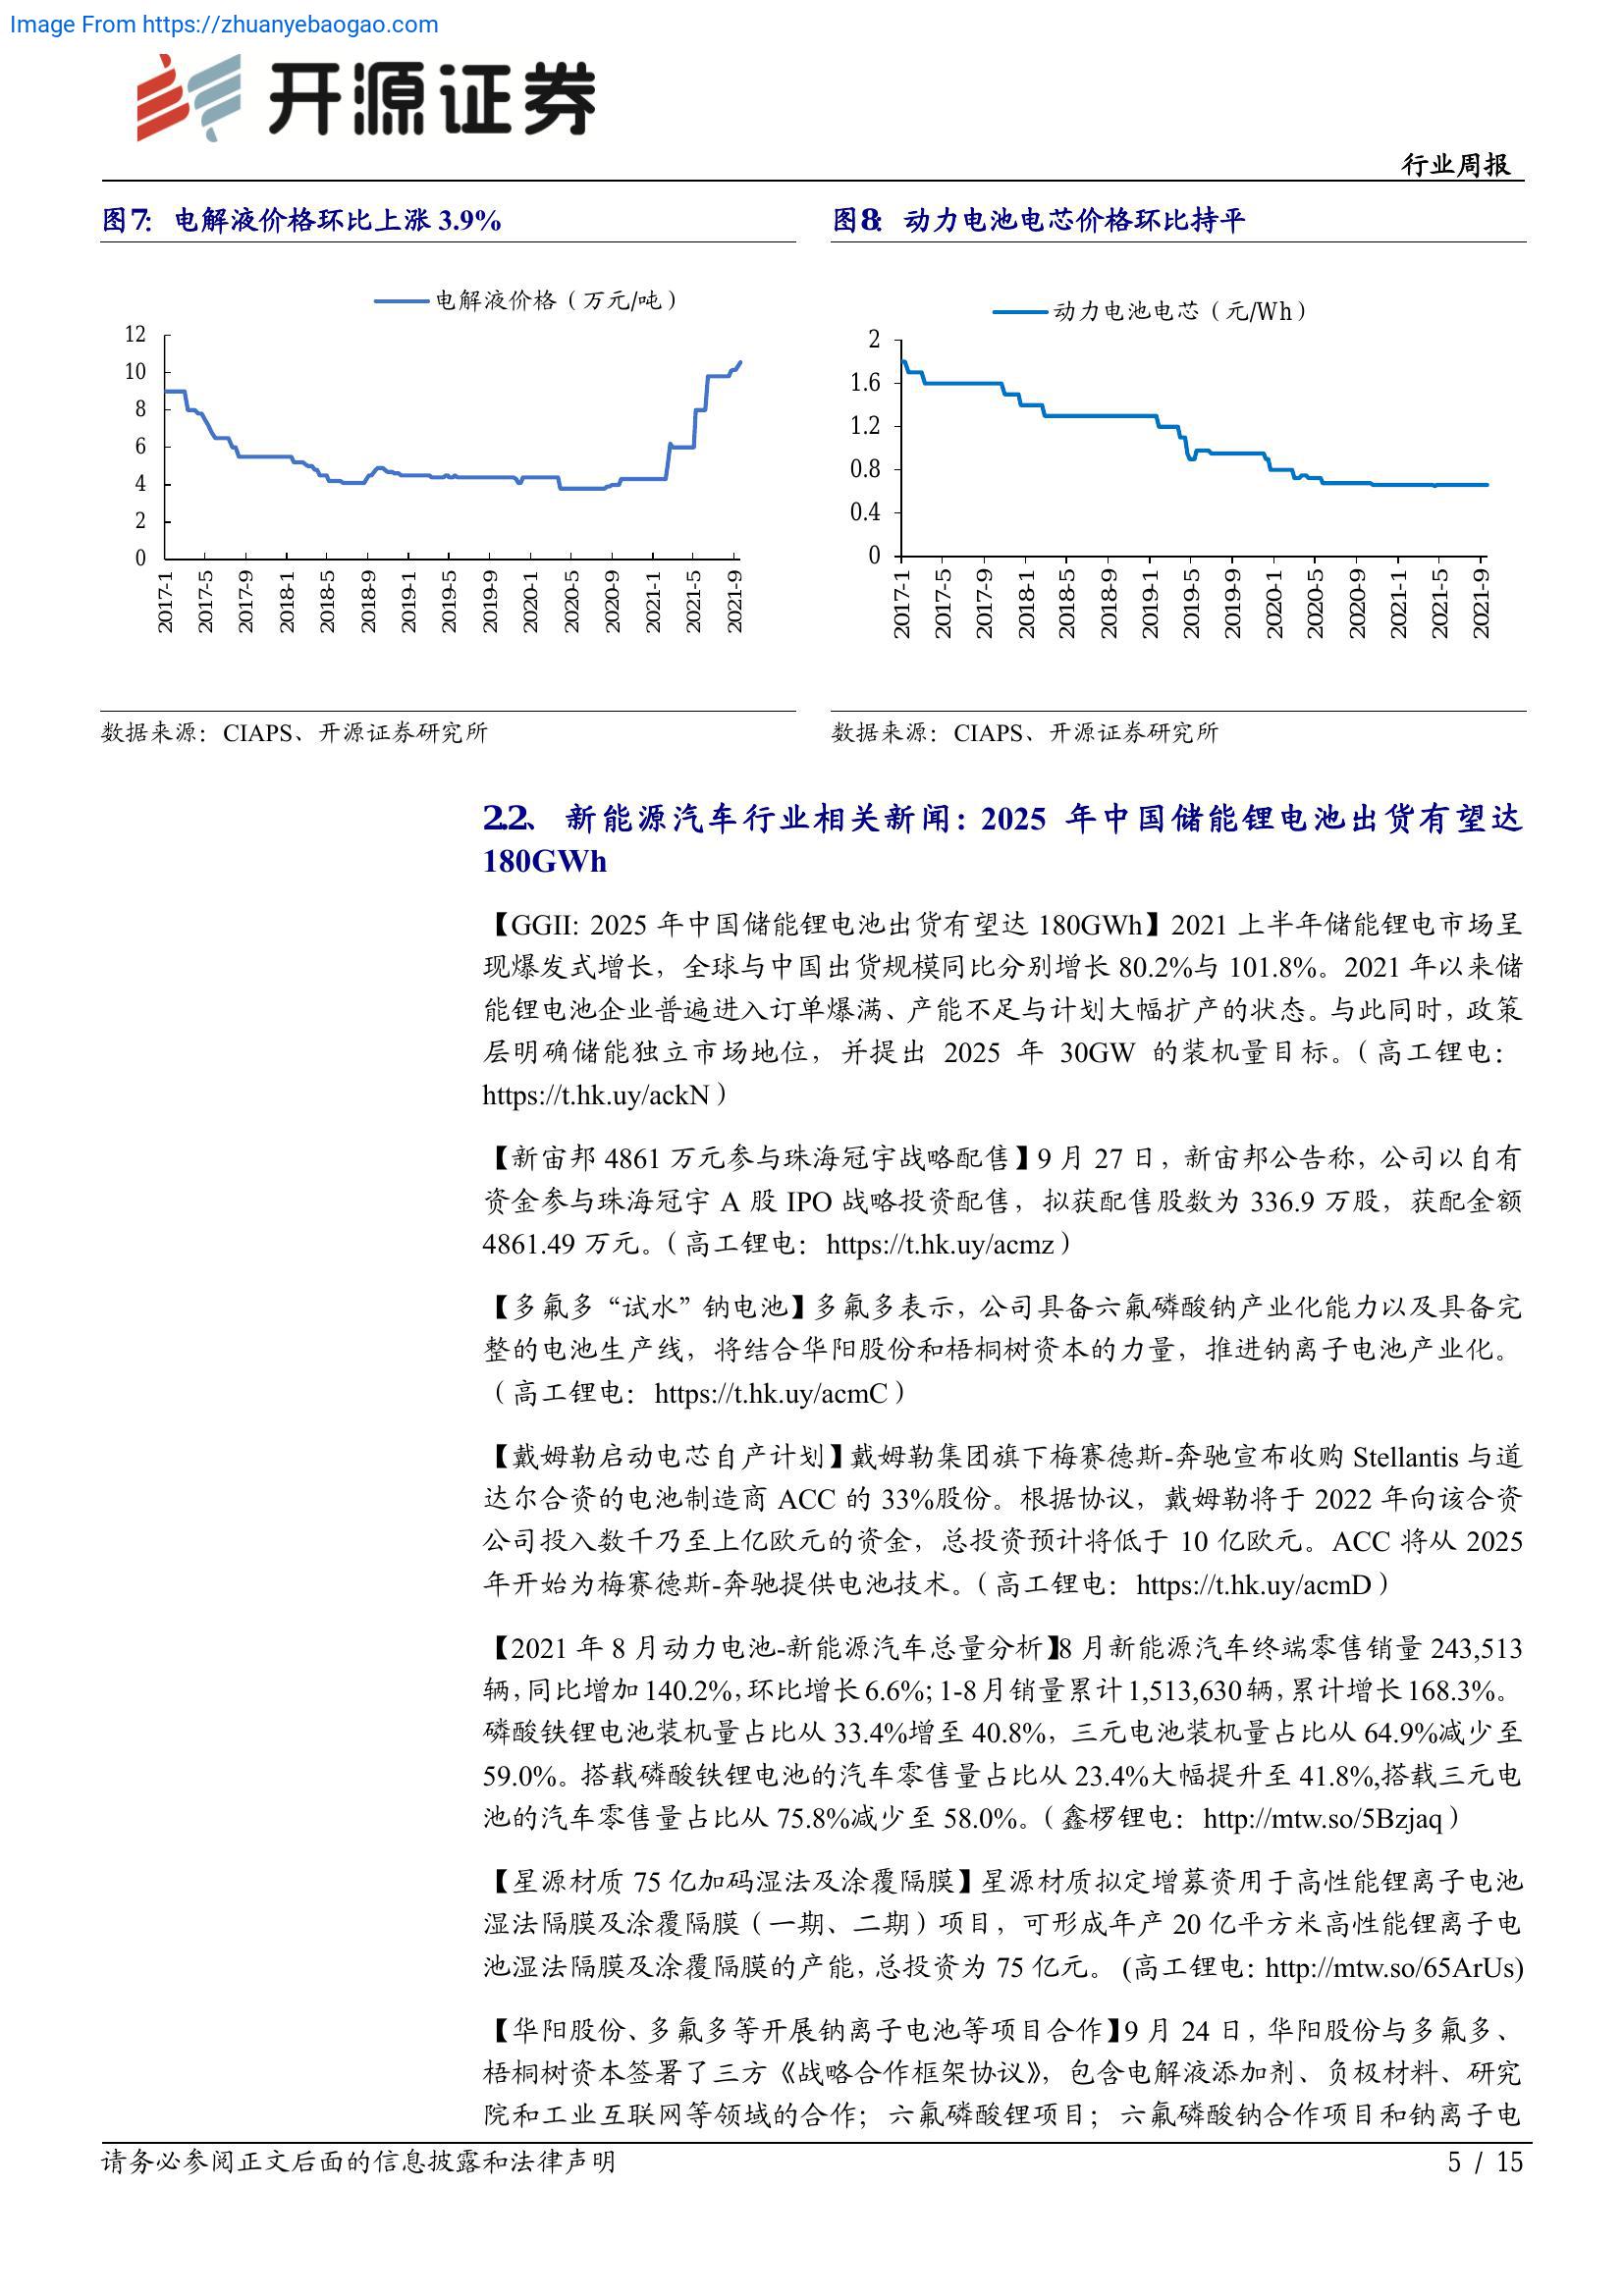 Image From https://zhuanyebaogao.com
开源证券
行业周报
图7： 电解液价格环比上涨 3.9%
图8： 动力电池电芯价格环比持平
电解液价格（万元/吨）
12
10
8
6
4
2
0
2017-1
2017-5
2017-9
2018-1
2018-5
2018-9
2019-1
2019-5
2019-9
2020-1
2020-5
2020-9
2021-1
2021-5
2021-9
动力电池电芯（元/Wh）
2
1.6
1.2
0.8
0.4
0
2017-1
2017-5
2017-9
2018-1
2018-5
2018-9
2019-1
2019-5
2019-9
2020-1
2020-5
2020-9
2021-1
2021-5
2021-9
数据来源：CIAPS、开源证券研究所
数据来源：CIAPS、开源证券研究所
2.2、 新能源汽车行业相关新闻：2025 年中国储能锂电池出货有望达
180GWh
【GGII: 2025 年中国储能锂电池出货有望达 180GWh】2021 上半年储能锂电市场呈
现爆发式增长，全球与中国出货规模同比分别增长 80.2%与 101.8%。2021 年以来储
能锂电池企业普遍进入订单爆满、产能不足与计划大幅扩产的状态。与此同时，政策
层明确储能独立市场地位，并提出 2025 年 30GW 的装机量目标。（高工锂电：
https://t.hk.uy/ackN）
【新宙邦 4861 万元参与珠海冠宇战略配售】9 月 27 日，新宙邦公告称，公司以自有
资金参与珠海冠宇 A 股 IPO 战略投资配售，拟获配售股数为 336.9 万股，获配金额
4861.49 万元。（高工锂电：https://t.hk.uy/acmz）
【多氟多“试水”钠电池】多氟多表示，公司具备六氟磷酸钠产业化能力以及具备完
整的电池生产线，将结合华阳股份和梧桐树资本的力量，推进钠离子电池产业化。
（高工锂电：https://t.hk.uy/acmC）
【戴姆勒启动电芯自产计划】戴姆勒集团旗下梅赛德斯-奔驰宣布收购 Stellantis 与道
达尔合资的电池制造商 ACC 的 33%股份。根据协议，戴姆勒将于 2022 年向该合资
公司投入数千乃至上亿欧元的资金，总投资预计将低于 10 亿欧元。ACC 将从 2025
年开始为梅赛德斯-奔驰提供电池技术。（高工锂电：https://t.hk.uy/acmD）
【2021 年 8 月动力电池-新能源汽车总量分析】8 月新能源汽车终端零售销量 243,513
辆，同比增加 140.2%，环比增长 6.6%；1-8 月销量累计 1,513,630 辆，累计增长 168.3%。
磷酸铁锂电池装机量占比从 33.4%增至 40.8%，三元电池装机量占比从 64.9%减少至
59.0%。搭载磷酸铁锂电池的汽车零售量占比从 23.4%大幅提升至 41.8%,搭载三元电
池的汽车零售量占比从 75.8%减少至 58.0%。（鑫椤锂电：http://mtw.so/5Bzjaq）
【星源材质 75 亿加码湿法及涂覆隔膜】星源材质拟定增募资用于高性能锂离子电池
湿法隔膜及涂覆隔膜（一期、二期）项目，可形成年产 20 亿平方米高性能锂离子电
池湿法隔膜及涂覆隔膜的产能，总投资为 75 亿元。 (高工锂电: http://mtw.so/65ArUs)
【华阳股份、多氟多等开展钠离子电池等项目合作】9 月 24 日，华阳股份与多氟多、
梧桐树资本签署了三方《战略合作框架协议》，包含电解液添加剂、负极材料、研究
院和工业互联网等领域的合作；六氟磷酸锂项目；六氟磷酸钠合作项目和钠离子电
请务必参阅正文后面的信息披露和法律声明
5 / 15